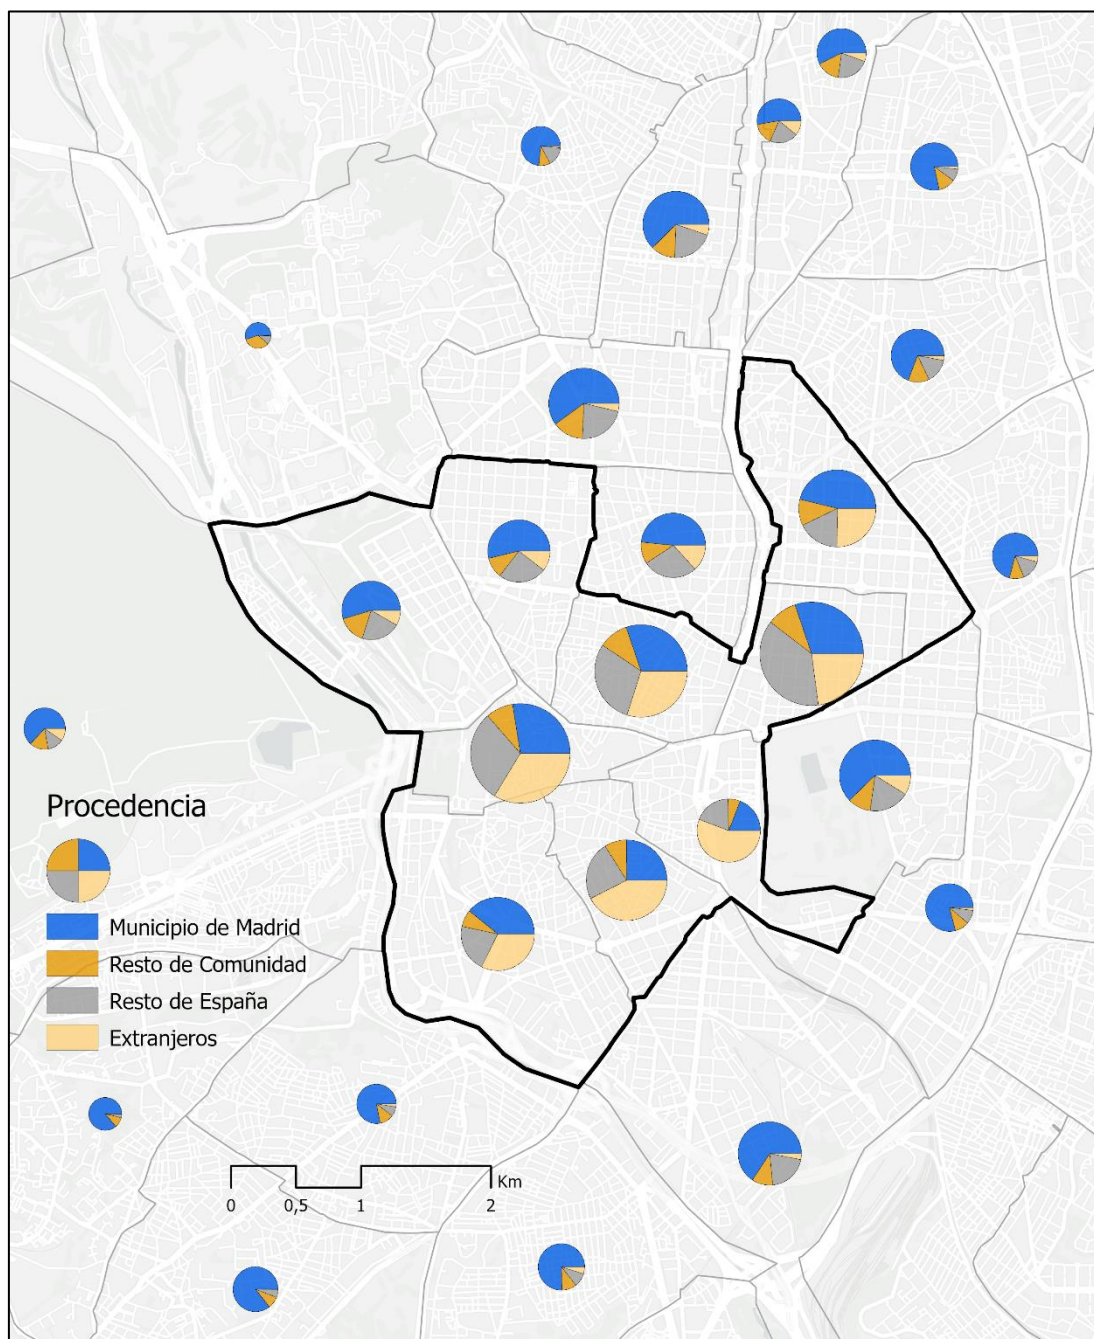 Procedencia
Municipio de Madrid
Resto de Comunidad
Resto de España
Extranjeros
Km
0 0,5 1 2